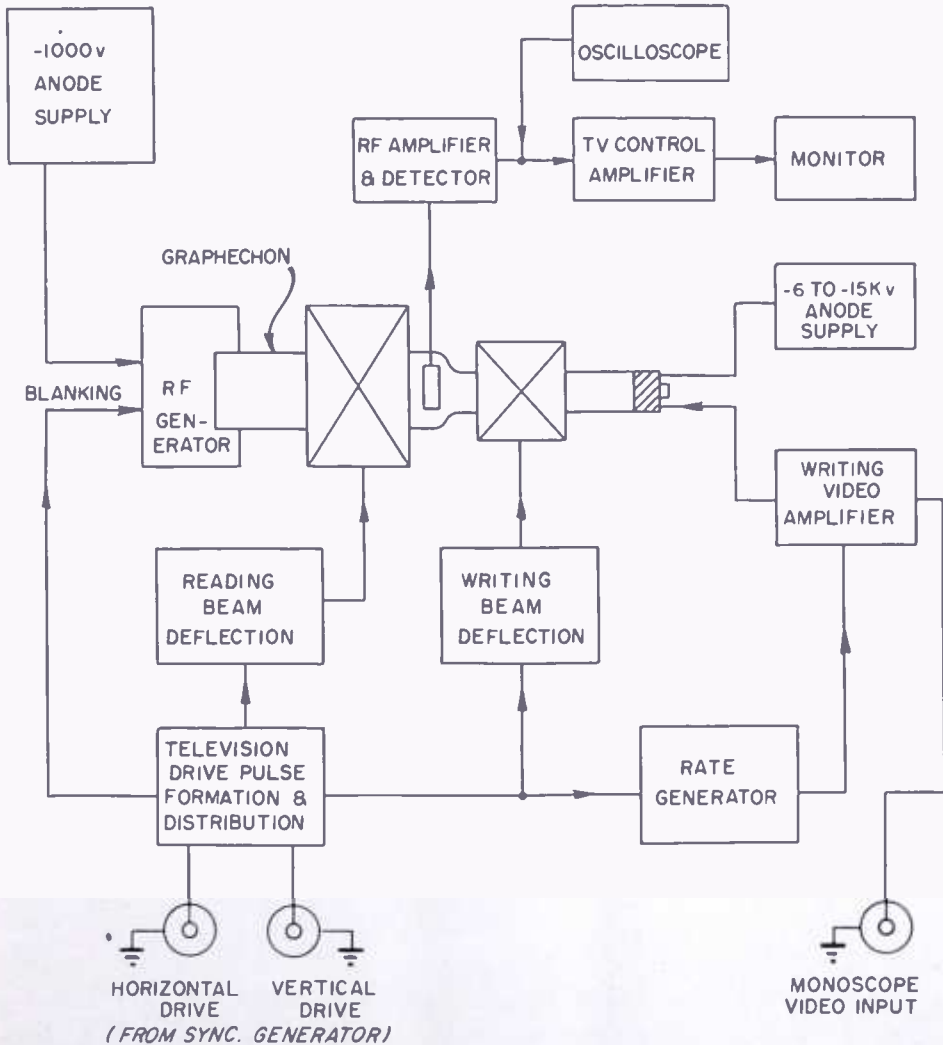 -1000v
ANODE
SUPPLY
OSCILLOSCOPE
RF AMPLIFIER
& DETECTOR
TV CONTROL
AMPLIFIER
MONITOR
GRAPHECHON
-6 TO -15Kv
ANODE
SUPPLY
BLANKING
RF
GEN-
ERATOR
WRITING
VIDEO
AMPLIFIER
READING
BEAM
DEFLECTION
WRITING
BEAM
DEFLECTION
TELEVISION
DRIVE PULSE
FORMATION &
DISTRIBUTION
RATE
GENERATOR
HORIZONTAL
DRIVE
VERTICAL
DRIVE
(FROM SYNC. GENERATOR)
MONOSCOPE
VIDEO INPUT